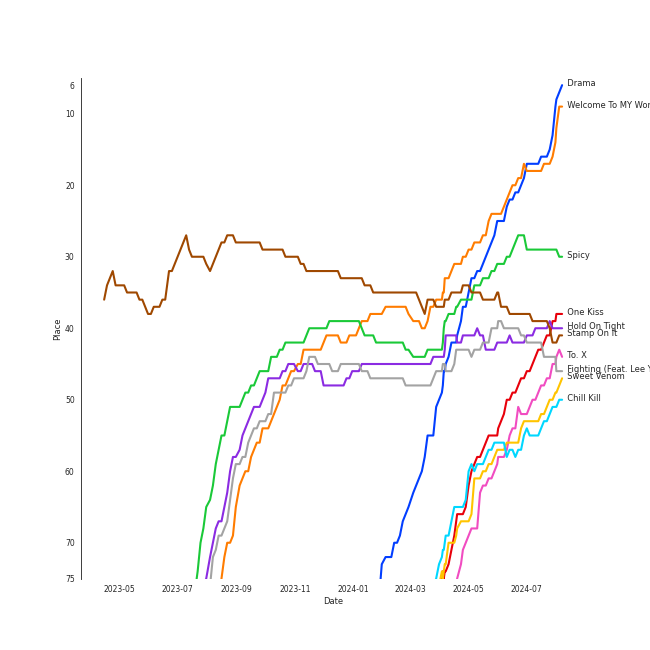 6
10
20
30
40
50
60
70
75
Place
2023-05
2023-07
2023-09
2023-11
2024-01
2024-03
2024-05
2024-07
Date
Drama
Welcome To MY Wor
Spicy
One Kiss
Hold On Tight
Stamp On It
To. X
Fighting (Feat. Lee Y
Sweet Venom
Chill Kill